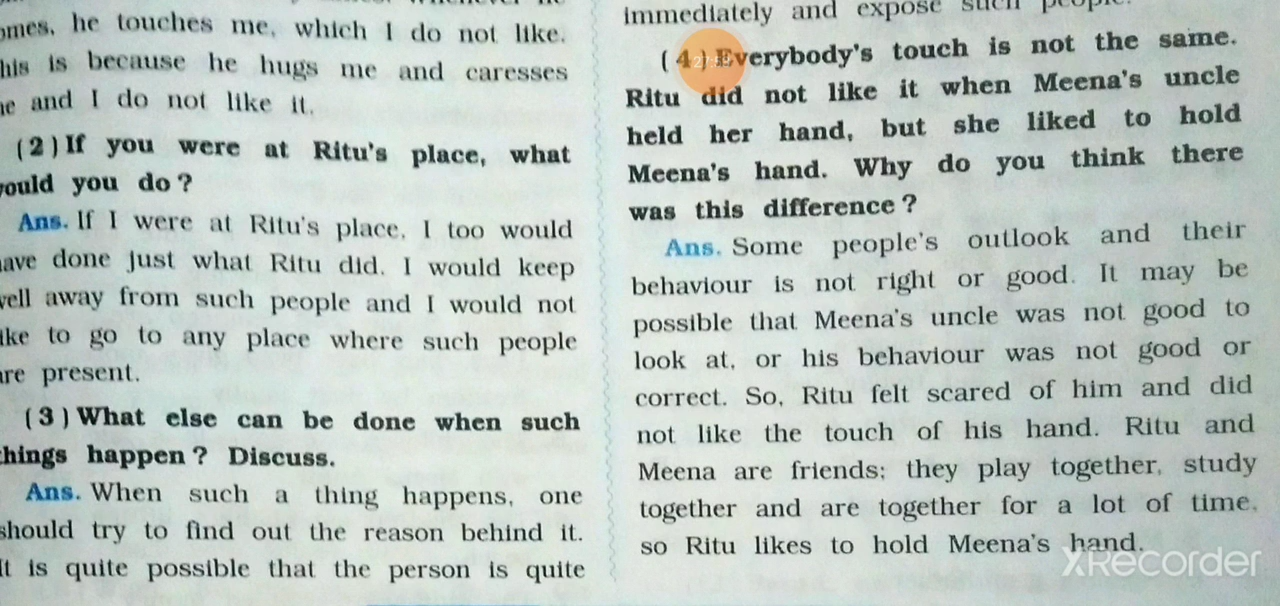 he touches me, which I do not like.
is because he hugs me and caresses
and I do not like it.
(2) If you were at Ritu's place, what
would you do?
Ans. If I were at Ritu's place, I too would
have done just what Ritu did. I would keep
well away from such people and I would not
like to go to any place where such people
are present.
(3) What else can be done when such
things happen? Discuss.
Ans. When such a thing happens, one
should try to find out the reason behind it.
It is quite possible that the person is quite
immediately and expose such people.
(4) Everybody's touch is not the same.
Ritu did not like it when Meena's uncle
held her hand, but she liked to hold
Meena's hand. Why do you think there
was this difference?
Ans. Some people's outlook and their
behaviour is not right or good. It may be
possible that Meena's uncle was not good to
look at, or his behaviour was not good or
correct. So, Ritu felt scared of him and did
not like the touch of his hand. Ritu and
Meena are friends; they play together, study
together and are together for a lot of time,
so Ritu likes to hold Meena's hand.
XRecorder